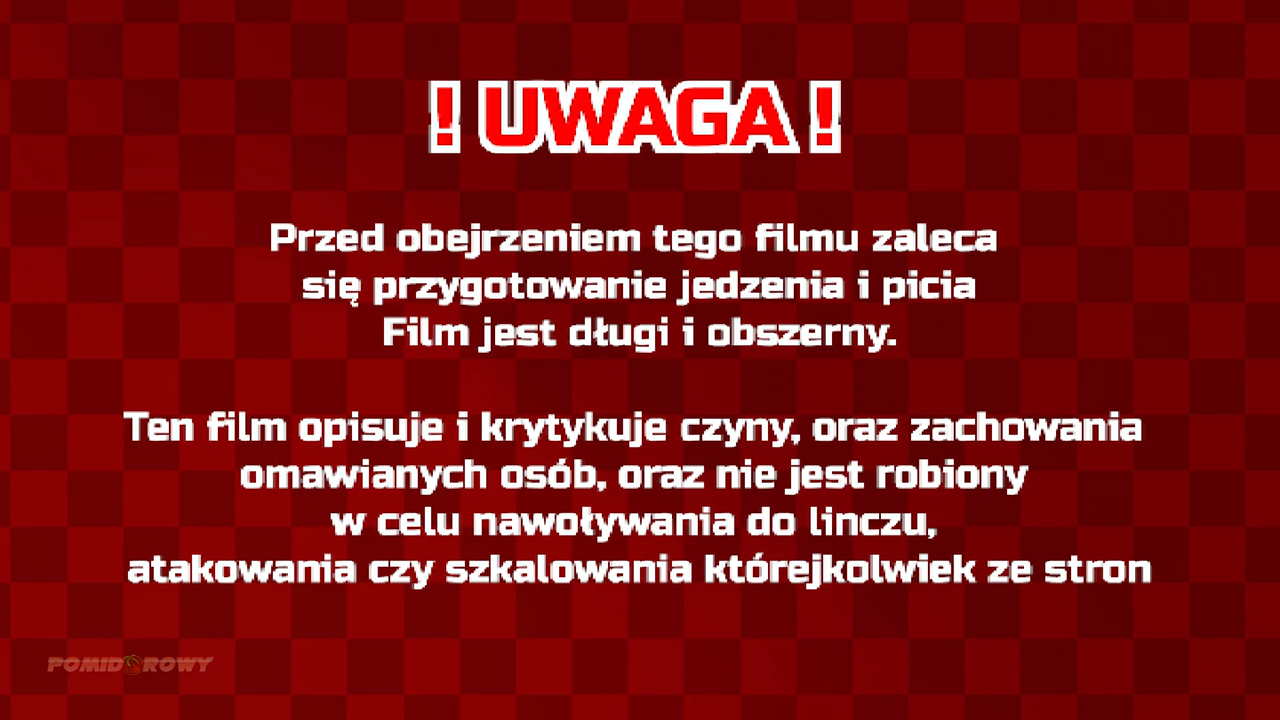 ! UWAGA !
Przed obejrzeniem tego filmu zaleca
się przygotowanie jedzenia i picia
Film jest długi i obszerny.
Ten film opisuje i krytykuje czyny, oraz zachowania
omawianych osób, oraz nie jest robiony
w celu nawoływania do linczu,
atakowania czy szkalowania którejkolwiek ze stron
POMIDOROWY